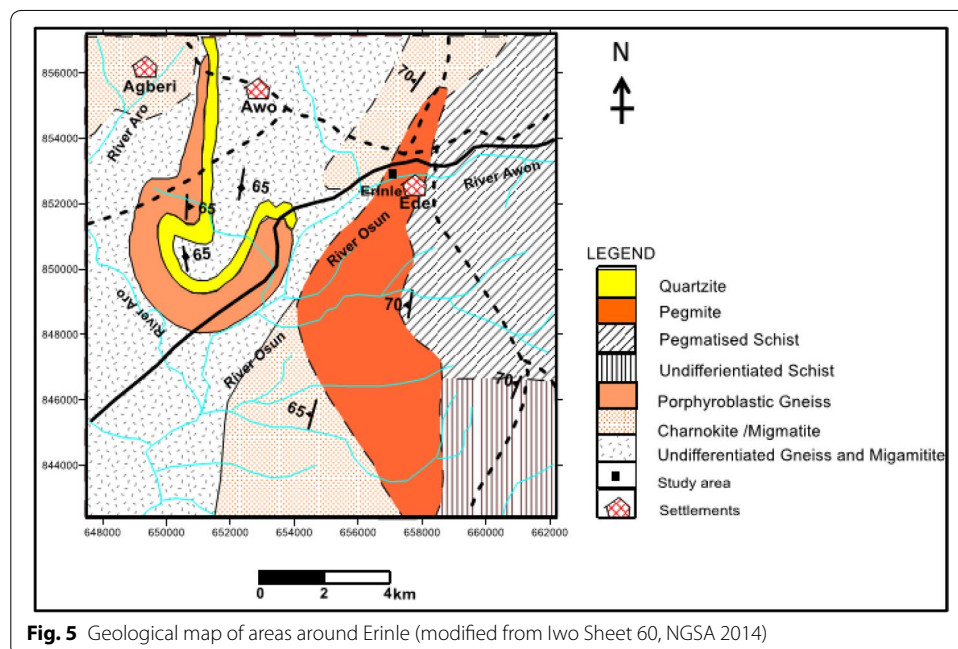 N
856000
854000
852000
850000
848000
846000
844000
648000 650000 652000 654000 656000 658000 660000 662000
Agberi
Awo
River Aro
70
65
65
65
Erinle
Ede
River Awon
River Osun
70
River Aro
River Osun
65
70
0 2 4km
LEGEND
Quartzite
Pegmite
Pegmatised Schist
Undifierientiated Schist
Porphyroblastic Gneiss
Charnokite /Migmatite
Undifferentiated Gneiss and Migamitite
Study area
Settlements
Fig. 5 Geological map of areas around Erinle (modified from Iwo Sheet 60, NGSA 2014)